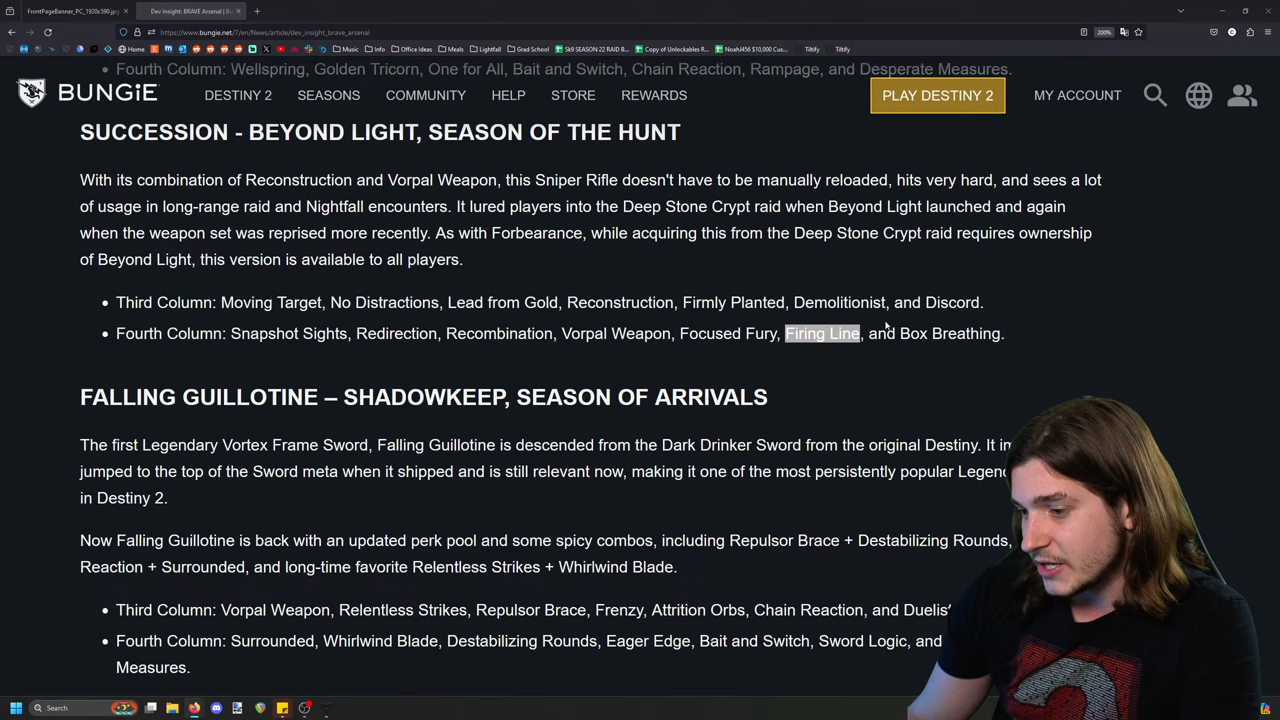 FrontPageBanner_PC_1920x590.jpg
Dev Insight: BRAVE Arsenal | Bu
https://www.bungie.net/7/en/News/article/dev_insight_brave_arsenal
200%
Home
Music
Info
Office Ideas
Meals
Lightfall
Grad School
Sk9 SEASON 22 RAID B...
Copy of Unlockables R...
NoahJ456 $10,000 Cus...
Tiltify
Tiltify
Fourth Column: Wellspring, Golden Tricorn, One for All, Bait and Switch, Chain Reaction, Rampage, and Desperate Measures.
BUNGiE
DESTINY 2
SEASONS
COMMUNITY
HELP
STORE
REWARDS
PLAY DESTINY 2
MY ACCOUNT
SUCCESSION - BEYOND LIGHT, SEASON OF THE HUNT
With its combination of Reconstruction and Vorpal Weapon, this Sniper Rifle doesn't have to be manually reloaded, hits very hard, and sees a lot
of usage in long-range raid and Nightfall encounters. It lured players into the Deep Stone Crypt raid when Beyond Light launched and again
when the weapon set was reprised more recently. As with Forbearance, while acquiring this from the Deep Stone Crypt raid requires ownership
of Beyond Light, this version is available to all players.
• Third Column: Moving Target, No Distractions, Lead from Gold, Reconstruction, Firmly Planted, Demolitionist, and Discord.
• Fourth Column: Snapshot Sights, Redirection, Recombination, Vorpal Weapon, Focused Fury, Firing Line, and Box Breathing.
FALLING GUILLOTINE – SHADOWKEEP, SEASON OF ARRIVALS
The first Legendary Vortex Frame Sword, Falling Guillotine is descended from the Dark Drinker Sword from the original Destiny. It im
jumped to the top of the Sword meta when it shipped and is still relevant now, making it one of the most persistently popular Legen
in Destiny 2.
Now Falling Guillotine is back with an updated perk pool and some spicy combos, including Repulsor Brace + Destabilizing Rounds,
Reaction + Surrounded, and long-time favorite Relentless Strikes + Whirlwind Blade.
• Third Column: Vorpal Weapon, Relentless Strikes, Repulsor Brace, Frenzy, Attrition Orbs, Chain Reaction, and Duelis
• Fourth Column: Surrounded, Whirlwind Blade, Destabilizing Rounds, Eager Edge, Bait and Switch, Sword Logic, and
Measures.
Search